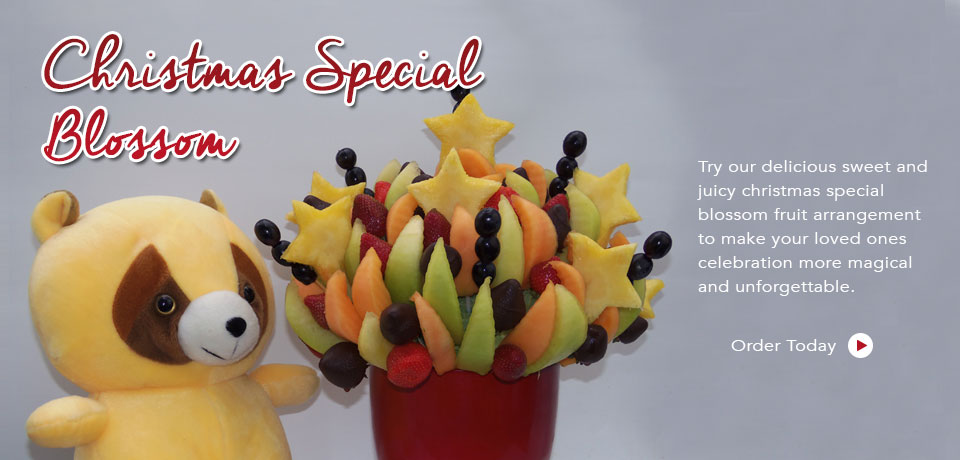 Christmas Special
Blossom
Try our delicious sweet and
juicy christmas special
blossom fruit arrangement
to make your loved ones
celebration more magical
and unforgettable.
Order Today